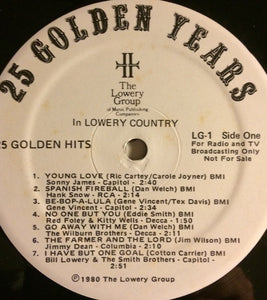 25 GOLDEN YEARS
The
Lowery
Group
of Music Publishing
Companies
In LOWERY COUNTRY
LG-1 Side One
25 GOLDEN HITS
For Radio and TV
Broadcasting Only
Not For Sale
1. YOUNG LOVE (Ric Cartey/Carole Joyner) BMI
Sonny James - Capitol - 2:40
2. SPANISH FIREBALL (Dan Welch) BMI
Hank Snow - RCA - 2:14
3. BE-BOP-A-LULA (Gene Vincent/Tex Davis) BMI
Gene Vincent - Capitol - 2:34
4. NO ONE BUT YOU (Eddie Smith) BMI
Red Foley & Kitty Wells - Decca - 2:51
5. GO AWAY WITH ME (Dan Welch) BMI
The Wilburn Brothers - Decca - 2:11
6. THE FARMER AND THE LORD (Jim Wilson) BMI
Jimmy Dean - Columbia - 2:10
7. I HAVE BUT ONE GOAL (Cotton Carrier) BMI
Bill Lowery & The Smith Brothers - Capitol -
2:51
© 1980 The Lowery Group